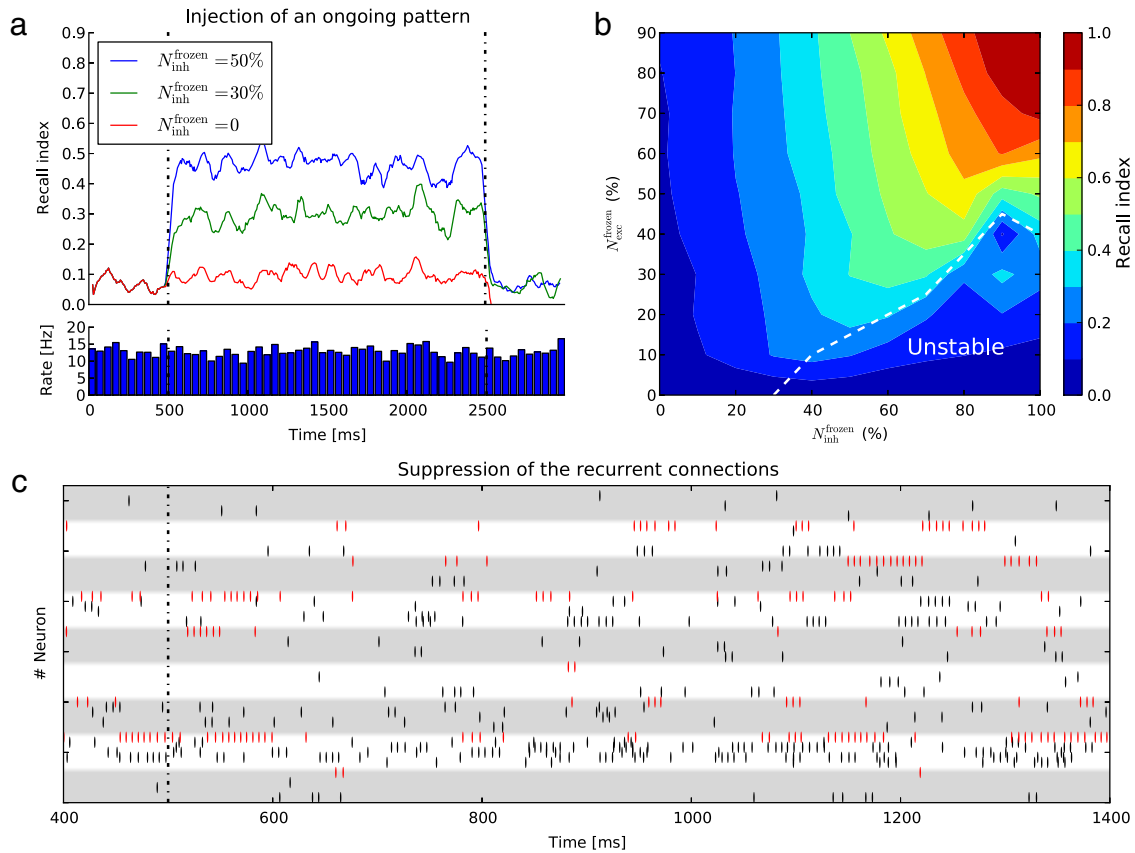 a
Injection of an ongoing pattern
0.9
0.8
0.7
0.6
0.5
0.4
0.3
0.2
0.1
0.0
Recall index
N_inh^frozen = 50%
N_inh^frozen = 30%
N_inh^frozen = 0
20
15
10
5
0
Rate [Hz]
0 500 1000 1500 2000 2500
Time [ms]
b
90
80
70
60
50
40
30
20
10
0
N_exc^frozen (%)
Unstable
0 20 40 60 80 100
N_inh^frozen (%)
1.0
0.8
0.6
0.4
0.2
0.0
Recall index
c
Suppression of the recurrent connections
# Neuron
400 600 800 1000 1200 1400
Time [ms]